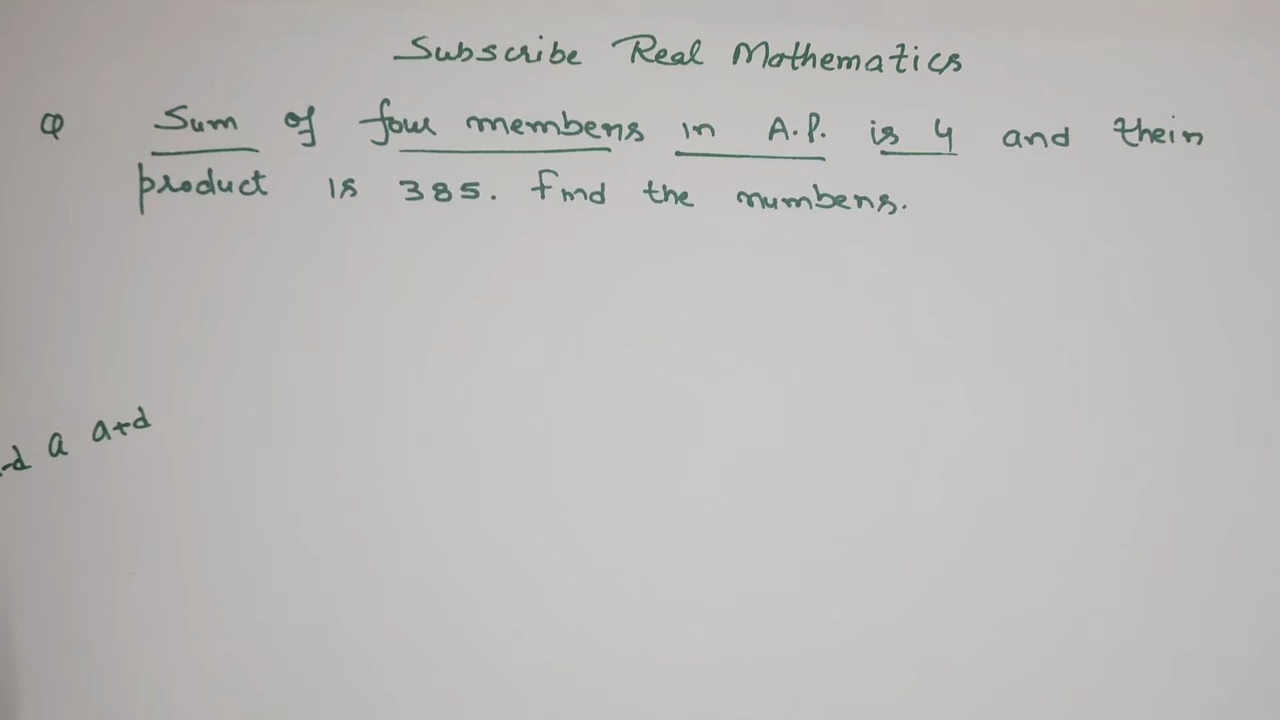 Subscribe Real Mathematics
Q Sum of four members in A.P. is 4 and their
product is 385. Find the numbers.
-d a a+d